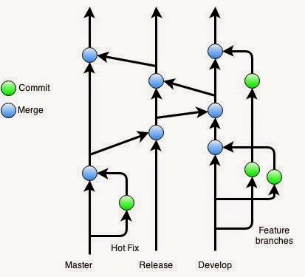 Commit
Merge
Hot Fix
Feature
branches
Master
Release
Develop